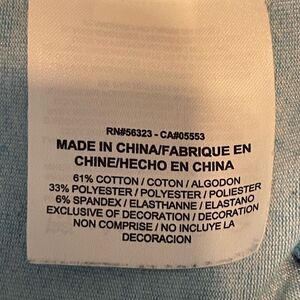 RN#56323 - CA#05553
MADE IN CHINA/FABRIQUE EN
CHINE/HECHO EN CHINA
61% COTTON / COTON / ALGODON
33% POLYESTER / POLYESTER / POLIESTER
6% SPANDEX / ELASTHANNE / ELASTANO
EXCLUSIVE OF DECORATION / DECORATION
NON COMPRISE / NO INCLUYE LA
DECORACION